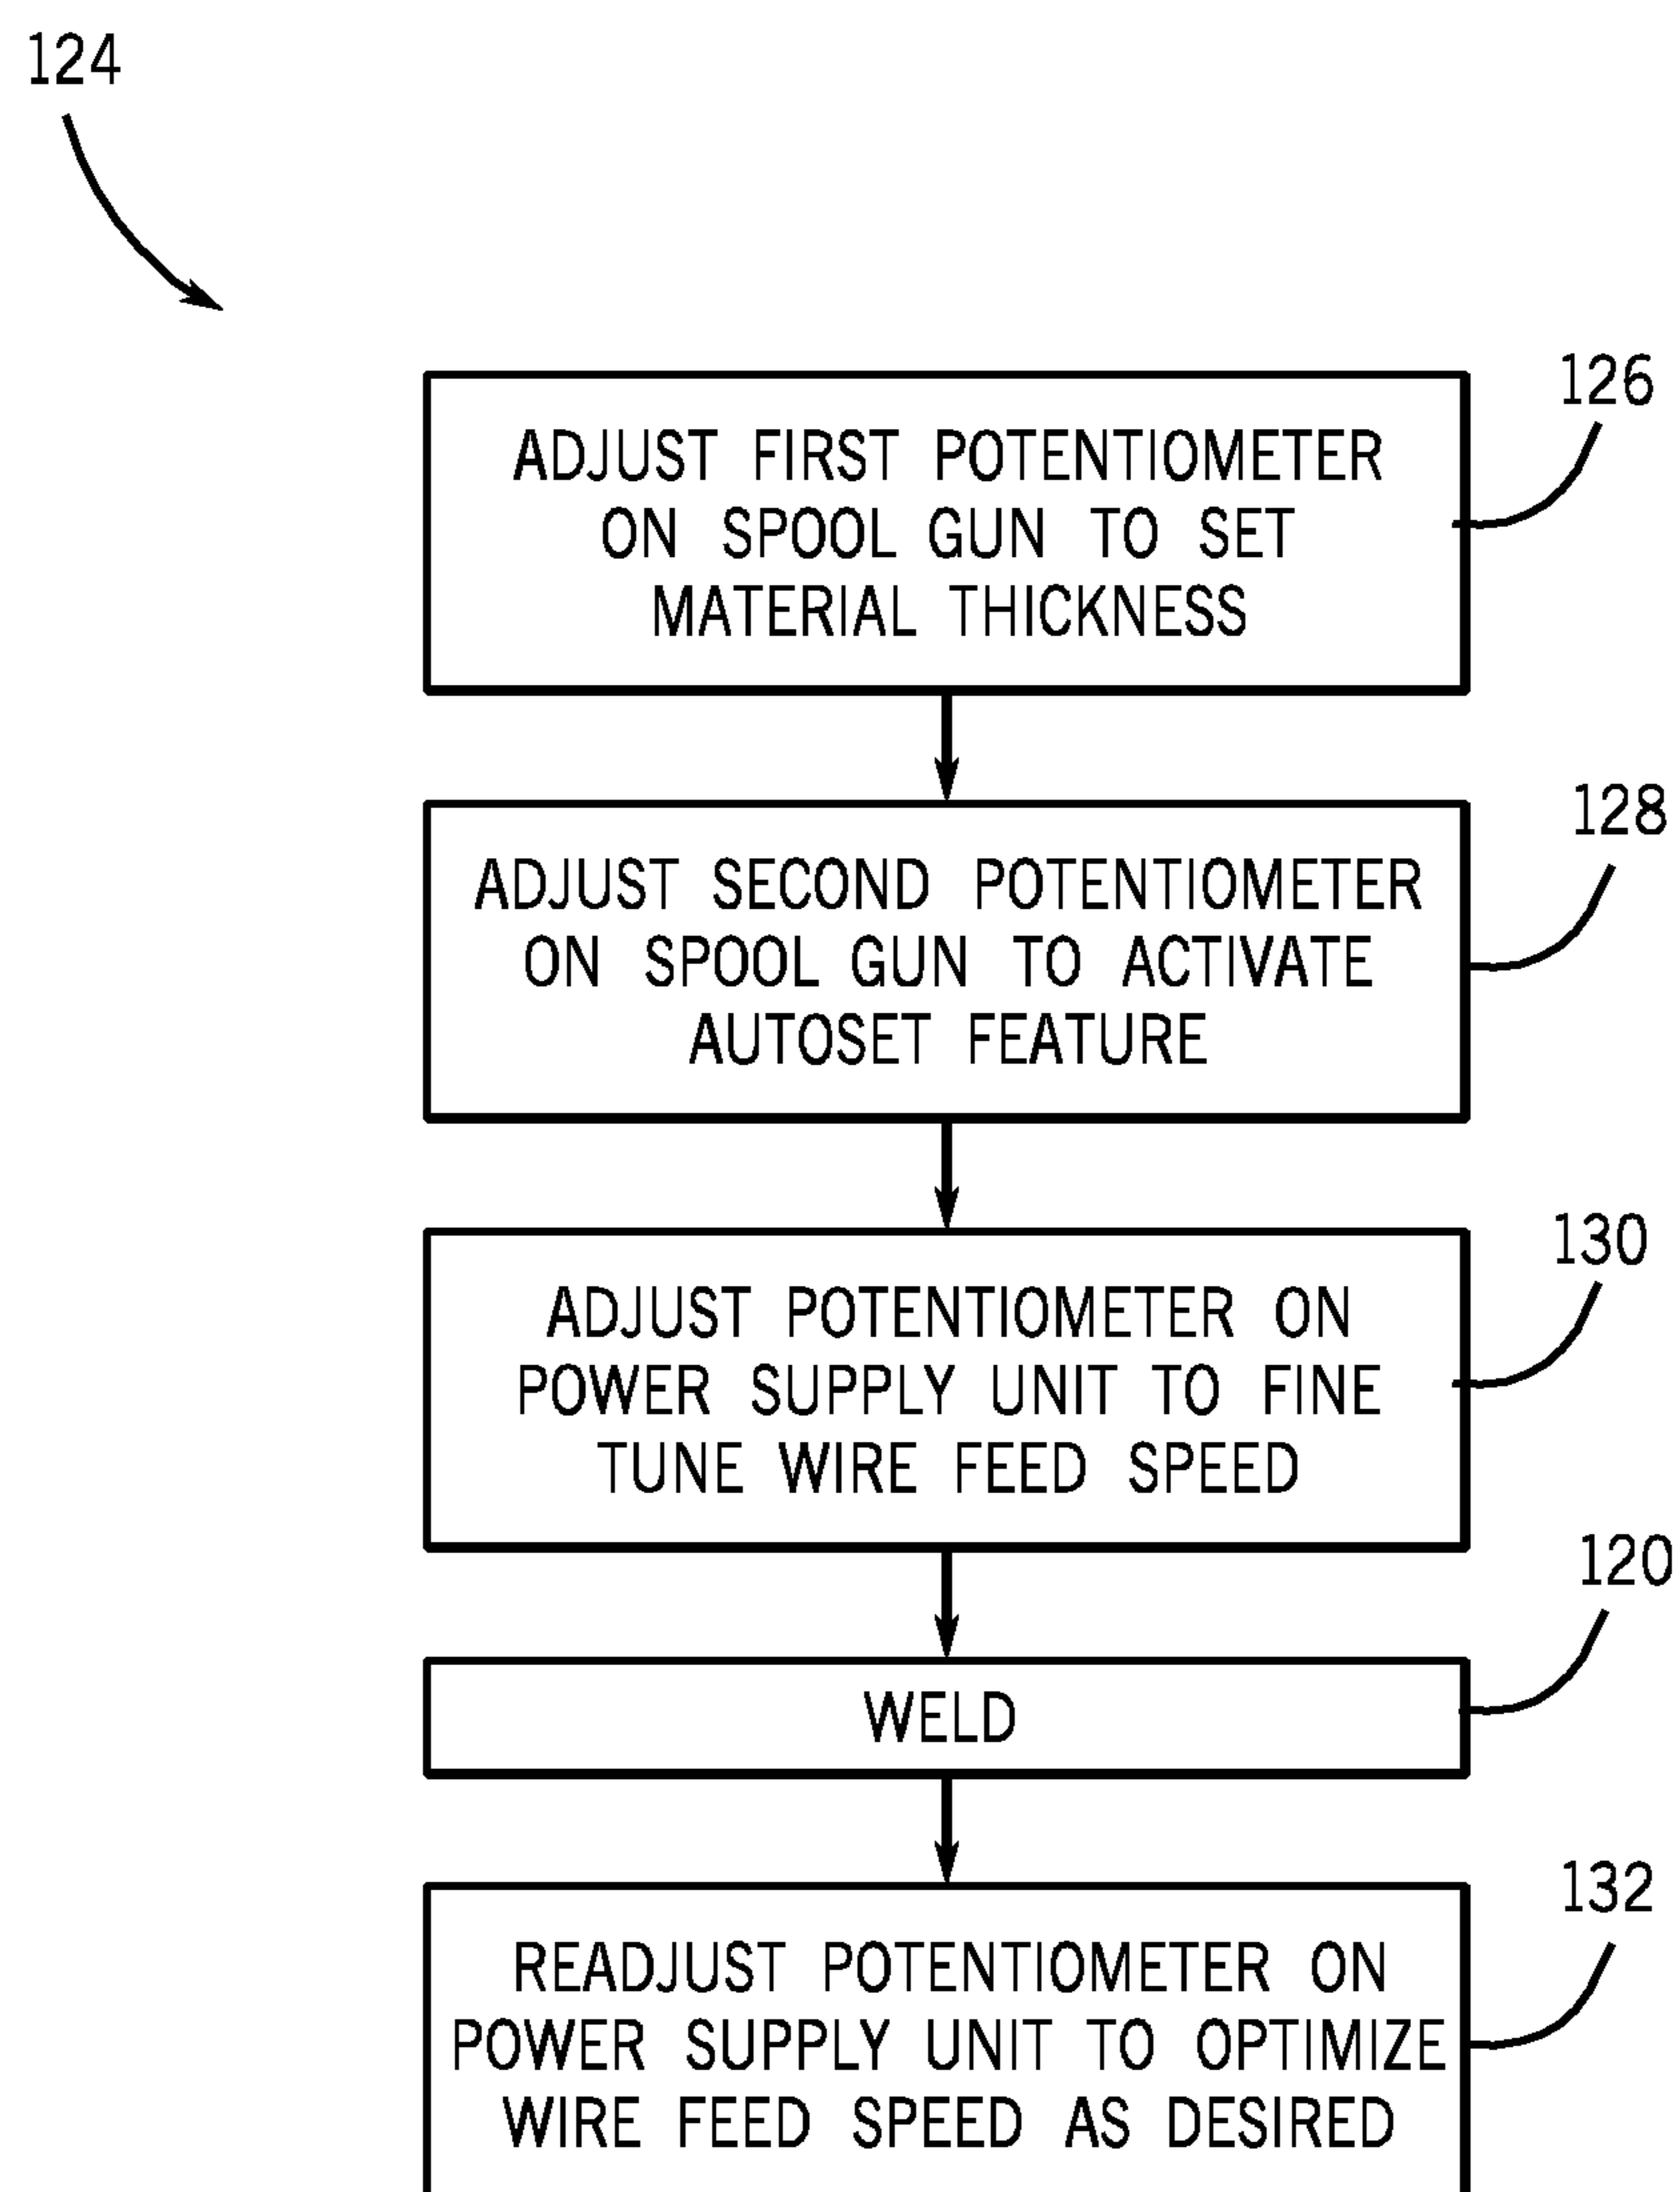 124
126
ADJUST FIRST POTENTIOMETER
ON SPOOL GUN TO SET
MATERIAL THICKNESS
128
ADJUST SECOND POTENTIOMETER
ON SPOOL GUN TO ACTIVATE
AUTOSET FEATURE
130
ADJUST POTENTIOMETER ON
POWER SUPPLY UNIT TO FINE
TUNE WIRE FEED SPEED
120
WELD
132
READJUST POTENTIOMETER ON
POWER SUPPLY UNIT TO OPTIMIZE
WIRE FEED SPEED AS DESIRED